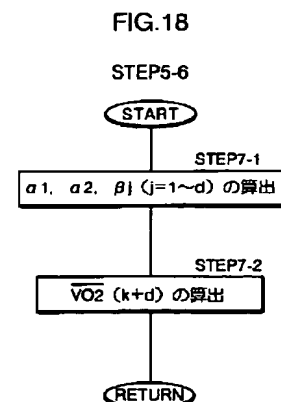 FIG.18
STEP5-6
START
STEP7-1
α1, α2, βj (j=1~d) の算出
STEP7-2
V̅O̅2̅ (k+d) の算出
RETURN